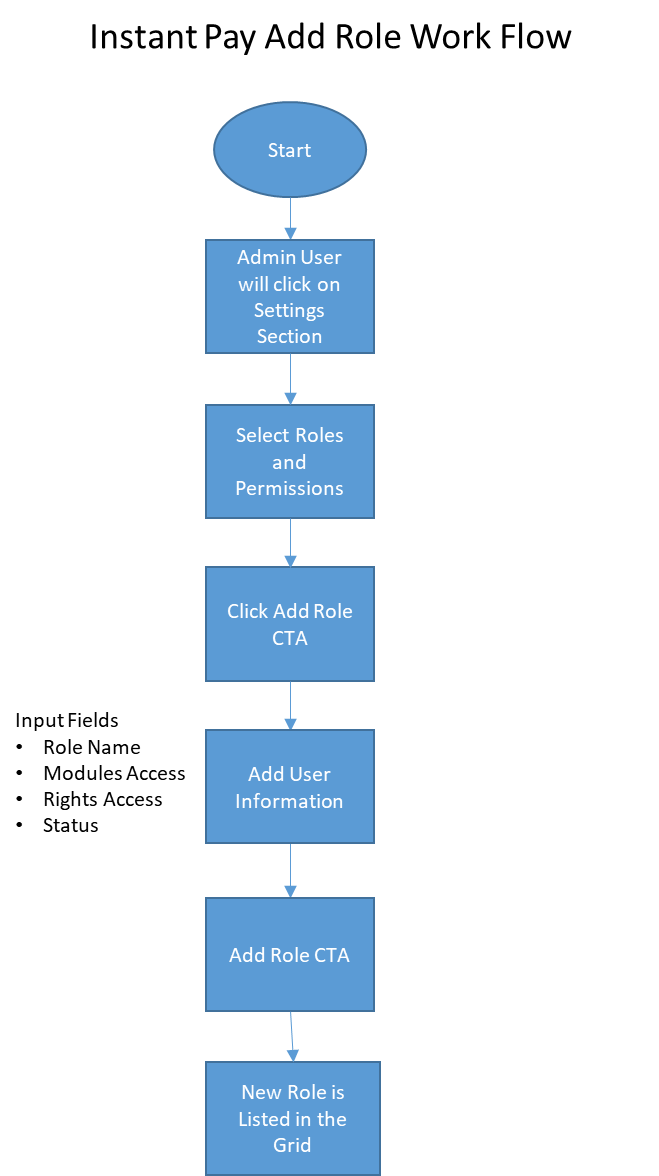 Instant Pay Add Role Work Flow
Start
Admin User
will click on
Settings
Section
Select Roles
and
Permissions
Click Add Role
CTA
Input Fields
• Role Name
• Modules Access
• Rights Access
• Status
Add User
Information
Add Role CTA
New Role is
Listed in the
Grid